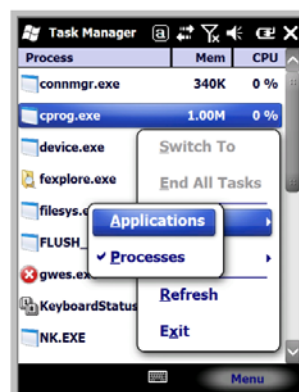 Task Manager
Process Mem CPU
connmgr.exe 340K 0 %
cprog.exe 1.00M 0 %
device.exe
Switch To
fexplore.exe
End All Tasks
filesys.e
Applications
FLUSH_
✓ Processes
gwes.e
Refresh
KeyboardStatus
Exit
NK.EXE
Menu